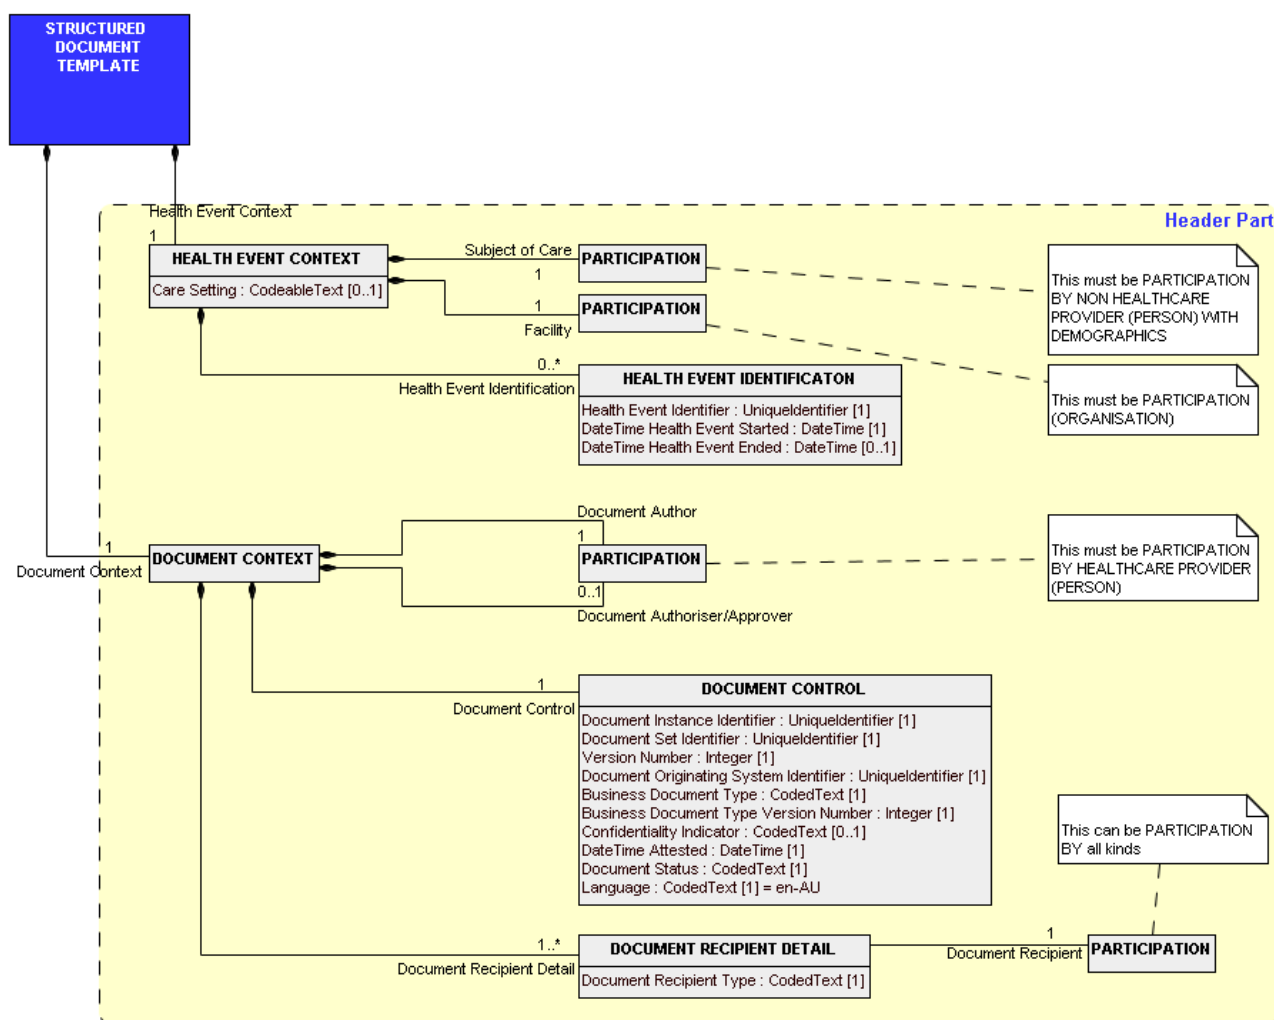 STRUCTURED
DOCUMENT
TEMPLATE
Header Part
Health Event Context
1
HEALTH EVENT CONTEXT
Care Setting : CodeableText [0..1]
Subject of Care
1
PARTICIPATION
1
Facility
PARTICIPATION
This must be PARTICIPATION
BY NON HEALTHCARE
PROVIDER (PERSON) WITH
DEMOGRAPHICS
0..*
Health Event Identification
HEALTH EVENT IDENTIFICATON
Health Event Identifier : UniqueIdentifier [1]
DateTime Health Event Started : DateTime [1]
DateTime Health Event Ended : DateTime [0..1]
This must be PARTICIPATION
(ORGANISATION)
Document Author
1
PARTICIPATION
0..1
Document Authoriser/Approver
This must be PARTICIPATION
BY HEALTHCARE PROVIDER
(PERSON)
1
Document Context
DOCUMENT CONTEXT
1
Document Control
DOCUMENT CONTROL
Document Instance Identifier : UniqueIdentifier [1]
Document Set Identifier : UniqueIdentifier [1]
Version Number : Integer [1]
Document Originating System Identifier : UniqueIdentifier [1]
Business Document Type : CodedText [1]
Business Document Type Version Number : Integer [1]
Confidentiality Indicator : CodedText [0..1]
DateTime Attested : DateTime [1]
Document Status : CodedText [1]
Language : CodedText [1] = en-AU
This can be PARTICIPATION
BY all kinds
1..*
Document Recipient Detail
DOCUMENT RECIPIENT DETAIL
Document Recipient Type : CodedText [1]
1
Document Recipient
PARTICIPATION